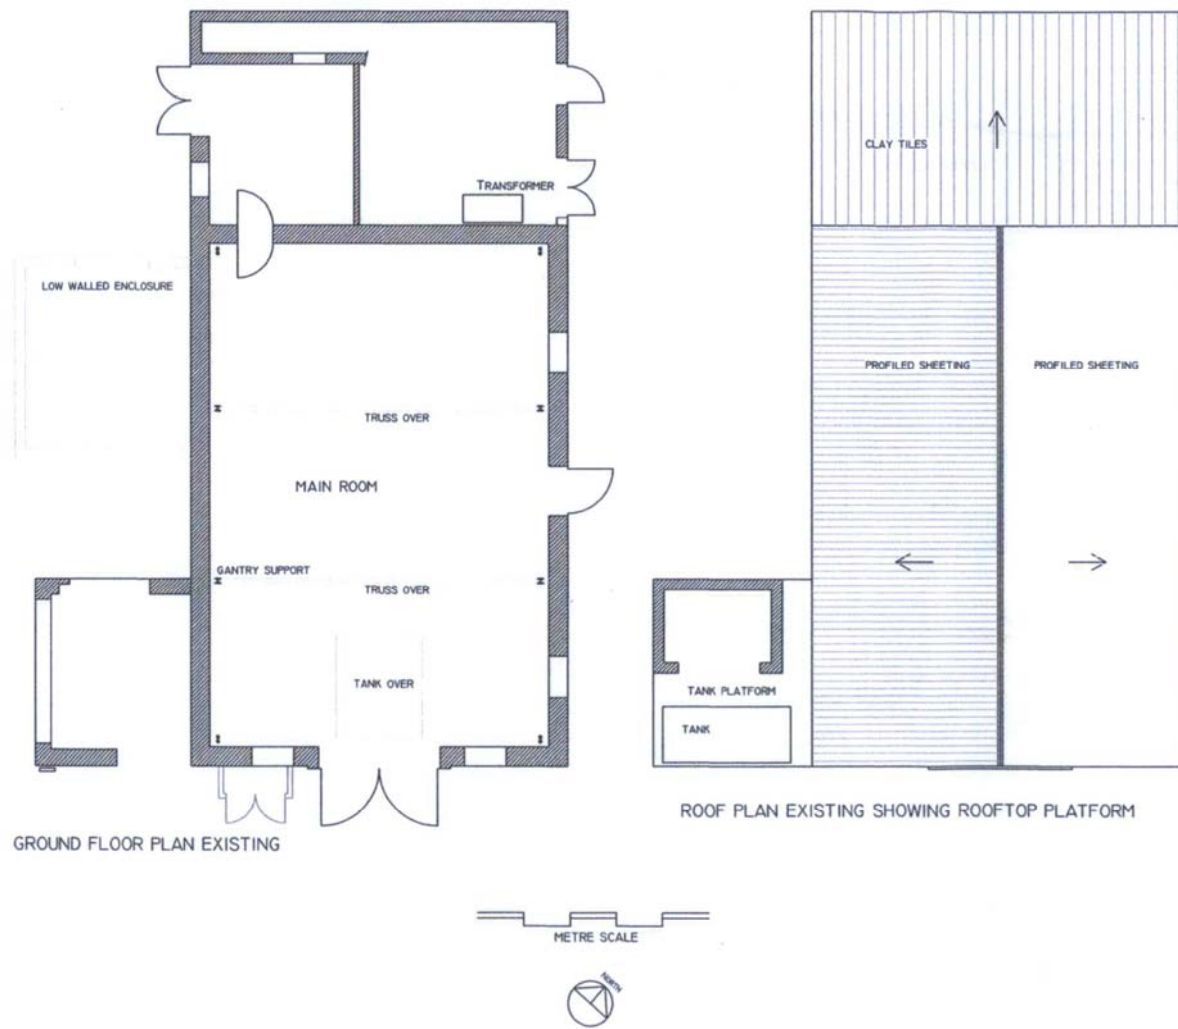 TRANSFORMER
CLAY TILES
LOW WALLED ENCLOSURE
PROFILED SHEETING
PROFILED SHEETING
TRUSS OVER
MAIN ROOM
GANTRY SUPPORT
TRUSS OVER
TANK OVER
TANK PLATFORM
TANK
ROOF PLAN EXISTING SHOWING ROOFTOP PLATFORM
GROUND FLOOR PLAN EXISTING
METRE SCALE
NORTH